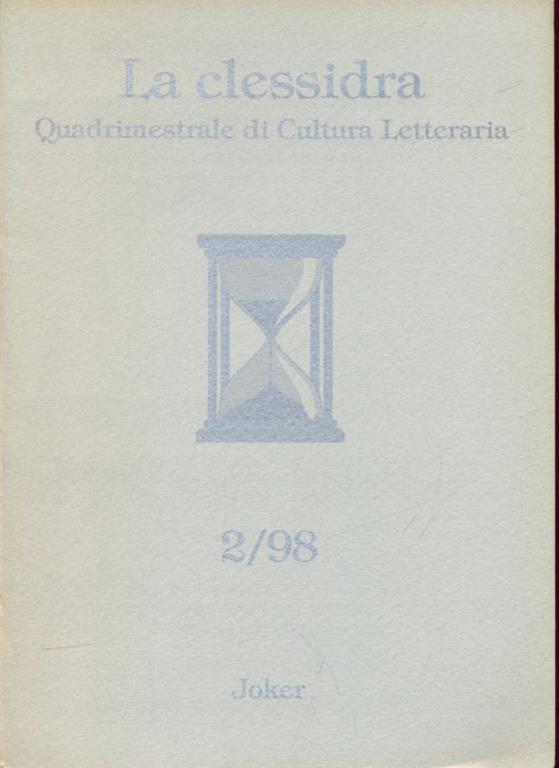 La clessidra
Quadrimestrale di Cultura Letteraria
2/98
Joker